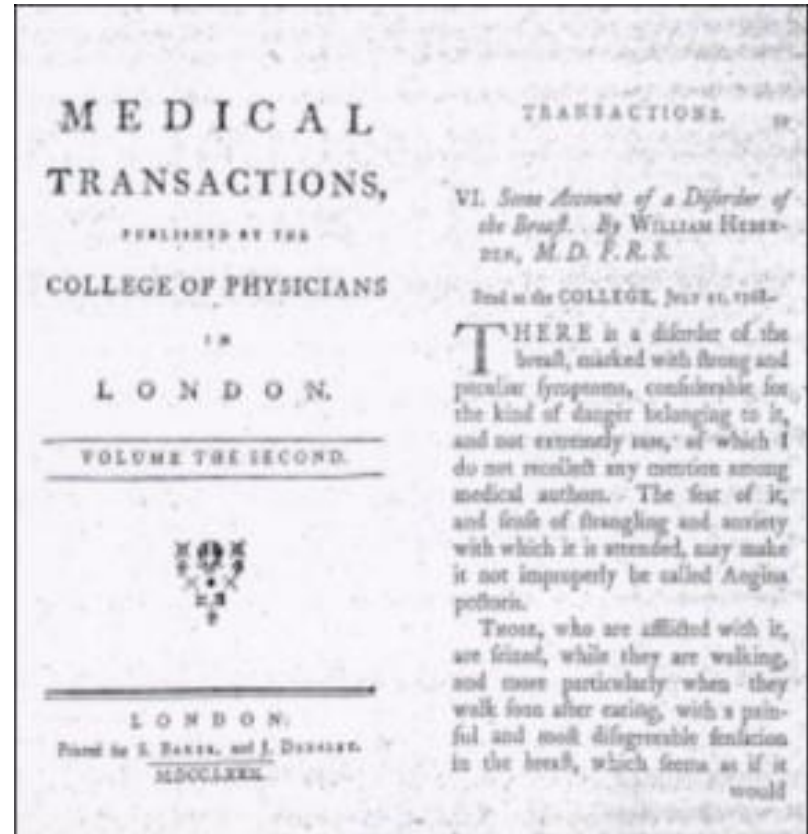 MEDICAL
TRANSACTIONS,
PUBLISHED BY THE
COLLEGE OF PHYSICIANS
IN
LONDON.
VOLUME THE SECOND.
LONDON:
Printed for S. BAKER, and J. DODSLEY.
MDCCLXXII.
TRANSACTIONS.
VI. Some Account of a Diſorder of
the Breaſt. By WILLIAM HEBER-
DEN, M.D. F.R.S.
Read at the COLLEGE, JULY 21, 1768.
THERE is a diſorder of the
breaſt, marked with ſtrong and
peculiar ſymptoms, conſiderable for
the kind of danger belonging to it,
and not extremely rare, of which I
do not recollect any mention among
medical authors. The ſeat of it,
and ſenſe of ſtrangling and anxiety
with which it is attended, may make
it not improperly be called Angina
pectoris.
THOSE, who are afflicted with it,
are ſeized, while they are walking,
and more particularly when they
walk ſoon after eating, with a pain-
ful and moſt diſagreeable ſenſation
in the breaſt, which ſeems as if it
would